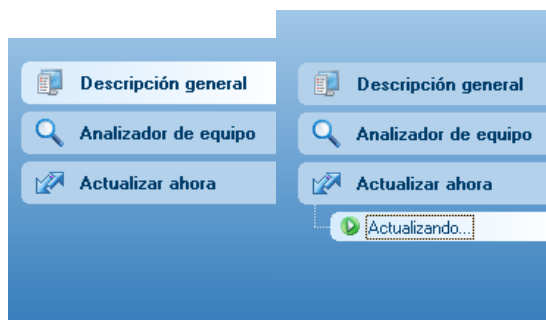 Descripción general
Analizador de equipo
Actualizar ahora
Descripción general
Analizador de equipo
Actualizar ahora
Actualizando...